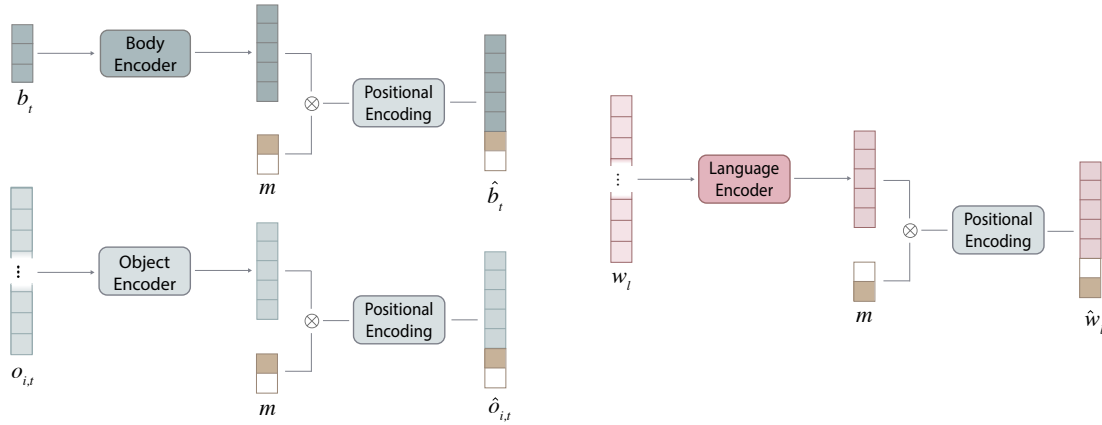 Body
Encoder
b_t
⊗
Positional
Encoding
m
b̂_t
⋮
Object
Encoder
o_{i,t}
⊗
Positional
Encoding
m
ô_{i,t}
...
Language
Encoder
w_l
⊗
Positional
Encoding
m
ŵ_l